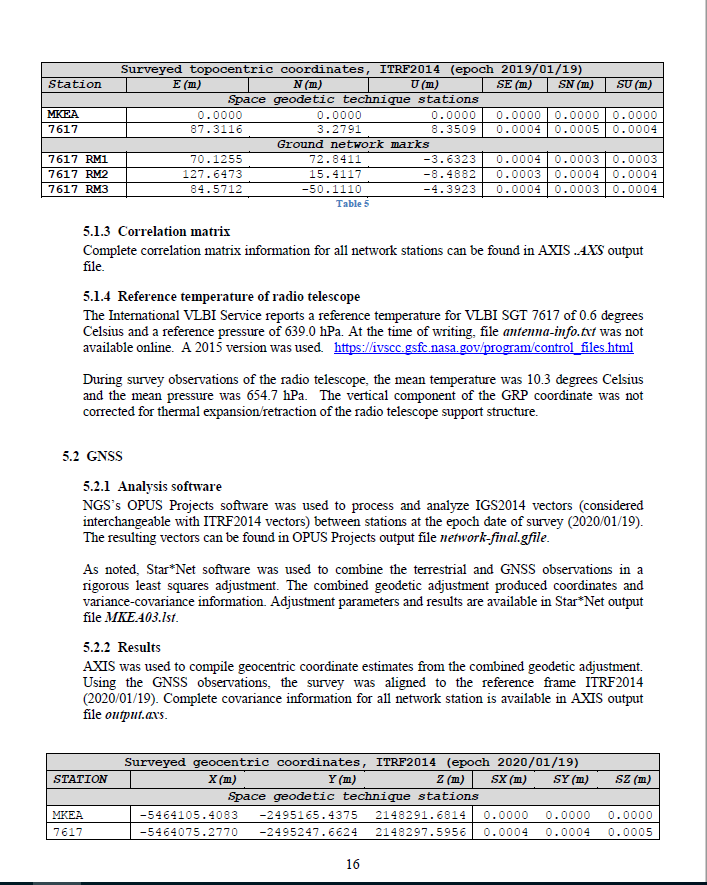 Surveyed topocentric coordinates, ITRF2014 (epoch 2019/01/19)
Station E(m) N(m) U(m) SE(m) SN(m) SU(m)
Space geodetic technique stations
MKEA 0.0000 0.0000 0.0000 0.0000 0.0000 0.0000
7617 87.3116 3.2791 8.3509 0.0004 0.0005 0.0004
Ground network marks
7617 RM1 70.1255 72.8411 -3.6323 0.0004 0.0003 0.0003
7617 RM2 127.6473 15.4117 -8.4882 0.0003 0.0004 0.0004
7617 RM3 84.5712 -50.1110 -4.3923 0.0004 0.0003 0.0004
Table 5
5.1.3 Correlation matrix
Complete correlation matrix information for all network stations can be found in AXIS ..AXS output
file.
5.1.4 Reference temperature of radio telescope
The International VLBI Service reports a reference temperature for VLBI SGT 7617 of 0.6 degrees
Celsius and a reference pressure of 639.0 hPa. At the time of writing, file antenna-info.txt was not
available online. A 2015 version was used. https://ivscc.gsfc.nasa.gov/program/control_files.html
During survey observations of the radio telescope, the mean temperature was 10.3 degrees Celsius
and the mean pressure was 654.7 hPa. The vertical component of the GRP coordinate was not
corrected for thermal expansion/retraction of the radio telescope support structure.
5.2 GNSS
5.2.1 Analysis software
NGS's OPUS Projects software was used to process and analyze IGS2014 vectors (considered
interchangeable with ITRF2014 vectors) between stations at the epoch date of survey (2020/01/19).
The resulting vectors can be found in OPUS Projects output file network-final.gfile.
As noted, Star*Net software was used to combine the terrestrial and GNSS observations in a
rigorous least squares adjustment. The combined geodetic adjustment produced coordinates and
variance-covariance information. Adjustment parameters and results are available in Star*Net output
file MKEA03.lst.
5.2.2 Results
AXIS was used to compile geocentric coordinate estimates from the combined geodetic adjustment.
Using the GNSS observations, the survey was aligned to the reference frame ITRF2014
(2020/01/19). Complete covariance information for all network station is available in AXIS output
file output.axs.
Surveyed geocentric coordinates, ITRF2014 (epoch 2020/01/19)
STATION X(m) Y(m) Z(m) SX(m) SY(m) SZ(m)
Space geodetic technique stations
MKEA -5464105.4083 -2495165.4375 2148291.6814 0.0000 0.0000 0.0000
7617 -5464075.2770 -2495247.6624 2148297.5956 0.0004 0.0004 0.0005
16